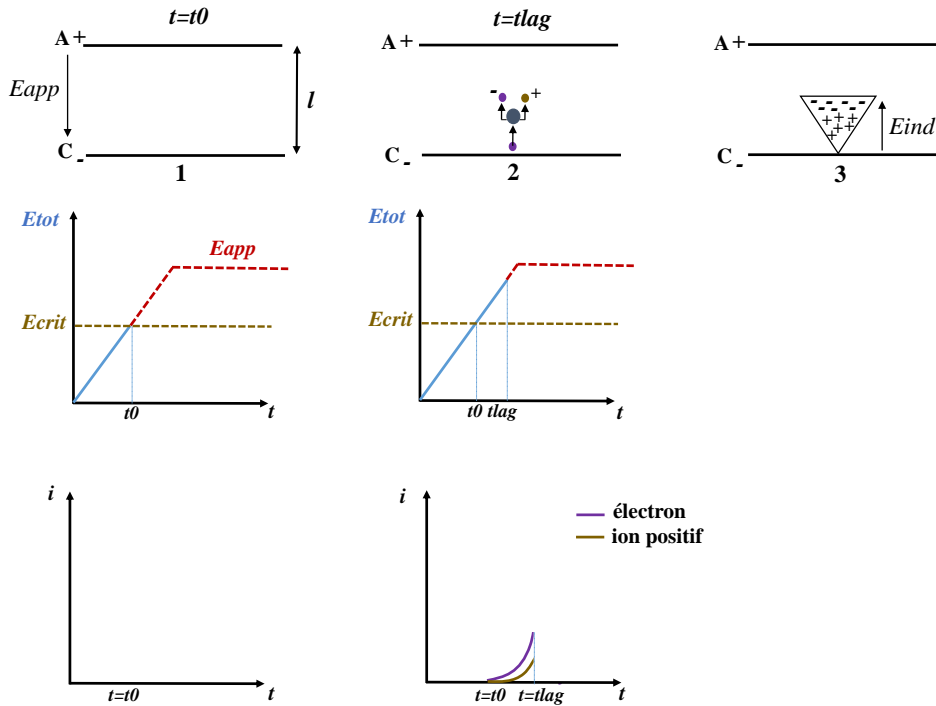 t=t0
A +
Eapp
l
C -
1
t=tlag
A +
- +
C -
2
A +
- - - -
- - - -
+ + + +
+ +
+
Eind
C -
3
Etot
Eapp
Ecrit
t0
t
Etot
Ecrit
t0 tlag
t
i
t=t0
t
i
t=t0
t=tlag
t
électron
ion positif